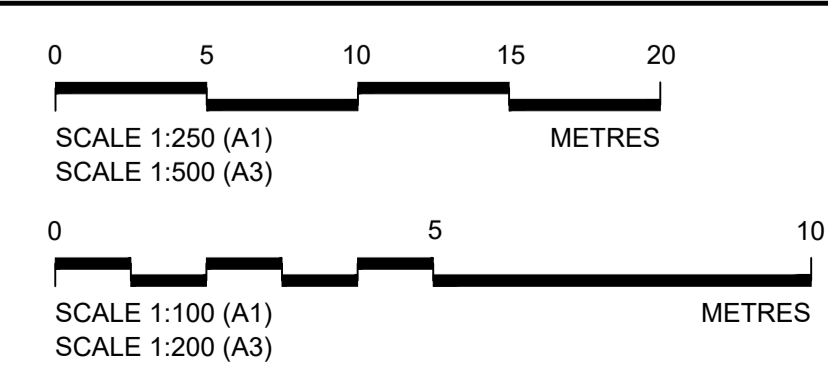 0 5 10 15 20
SCALE 1:250 (A1) METRES
SCALE 1:500 (A3)
0 5 10
SCALE 1:100 (A1) METRES
SCALE 1:200 (A3)